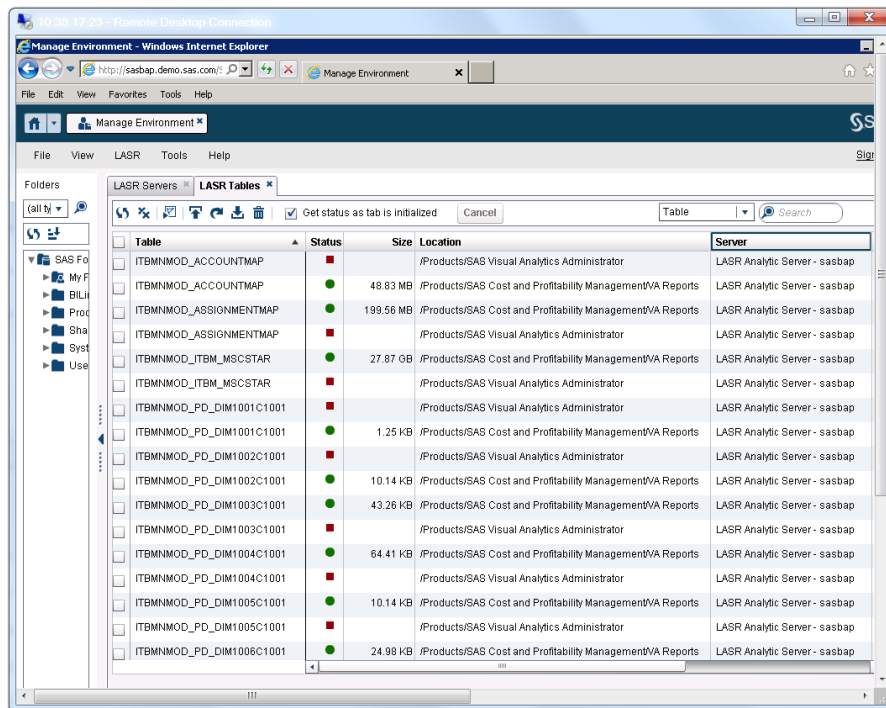 10.38.17.23 - Remote Desktop Connection
Manage Environment - Windows Internet Explorer
http://sasbap.demo.sas.com/S
Manage Environment
File Edit View Favorites Tools Help
Manage Environment
File View LASR Tools Help
Folders
LASR Servers LASR Tables
(all ty
Get status as tab is initialized Cancel Table Search
Table Status Size Location Server
SAS Fo
My F
BILi
Prod
Sha
Syst
Use
ITBMNMOD_ACCOUNTMAP /Products/SAS Visual Analytics Administrator LASR Analytic Server - sasbap
ITBMNMOD_ACCOUNTMAP 48.83 MB /Products/SAS Cost and Profitability Management/VA Reports LASR Analytic Server - sasbap
ITBMNMOD_ASSIGNMENTMAP 199.56 MB /Products/SAS Cost and Profitability Management/VA Reports LASR Analytic Server - sasbap
ITBMNMOD_ASSIGNMENTMAP /Products/SAS Visual Analytics Administrator LASR Analytic Server - sasbap
ITBMNMOD_ITBM_MSCSTAR 27.87 GB /Products/SAS Cost and Profitability Management/VA Reports LASR Analytic Server - sasbap
ITBMNMOD_ITBM_MSCSTAR /Products/SAS Visual Analytics Administrator LASR Analytic Server - sasbap
ITBMNMOD_PD_DIM1001C1001 /Products/SAS Visual Analytics Administrator LASR Analytic Server - sasbap
ITBMNMOD_PD_DIM1001C1001 1.25 KB /Products/SAS Cost and Profitability Management/VA Reports LASR Analytic Server - sasbap
ITBMNMOD_PD_DIM1002C1001 /Products/SAS Visual Analytics Administrator LASR Analytic Server - sasbap
ITBMNMOD_PD_DIM1002C1001 10.14 KB /Products/SAS Cost and Profitability Management/VA Reports LASR Analytic Server - sasbap
ITBMNMOD_PD_DIM1003C1001 43.26 KB /Products/SAS Cost and Profitability Management/VA Reports LASR Analytic Server - sasbap
ITBMNMOD_PD_DIM1003C1001 /Products/SAS Visual Analytics Administrator LASR Analytic Server - sasbap
ITBMNMOD_PD_DIM1004C1001 64.41 KB /Products/SAS Cost and Profitability Management/VA Reports LASR Analytic Server - sasbap
ITBMNMOD_PD_DIM1004C1001 /Products/SAS Visual Analytics Administrator LASR Analytic Server - sasbap
ITBMNMOD_PD_DIM1005C1001 10.14 KB /Products/SAS Cost and Profitability Management/VA Reports LASR Analytic Server - sasbap
ITBMNMOD_PD_DIM1005C1001 /Products/SAS Visual Analytics Administrator LASR Analytic Server - sasbap
ITBMNMOD_PD_DIM1006C1001 24.98 KB /Products/SAS Cost and Profitability Management/VA Reports LASR Analytic Server - sasbap